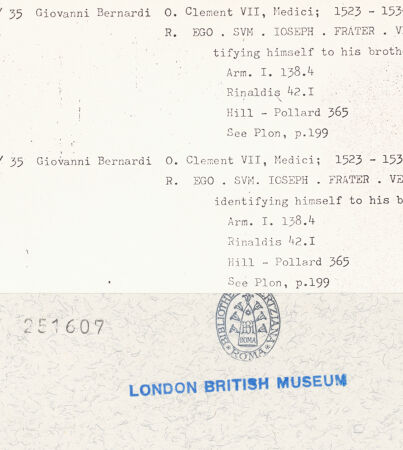 / 35 Giovanni Bernardi O. Clement VII, Medici; 1523 - 153
R. EGO . SVM . IOSEPH . FRATER . V
tifying himself to his broth
Arm. I. 138.4
Rinaldis 42.I
Hill - Pollard 365
See Plon, p.199
/ 35 Giovanni Bernardi O. Clement VII, Medici; 1523 - 153
R. EGO . SVM. IOSEPH . FRATER . VE
identifying himself to his b
Arm. I. 138.4
Rinaldis 42.I
Hill - Pollard 365
See Plon, p.199
251607
ROMA
LONDON BRITISH MUSEUM